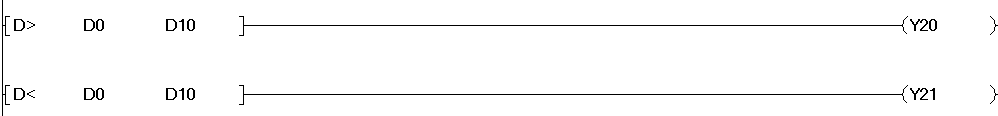 [D> D0 D10 ] (Y20 )
[D< D0 D10 ] (Y21 )